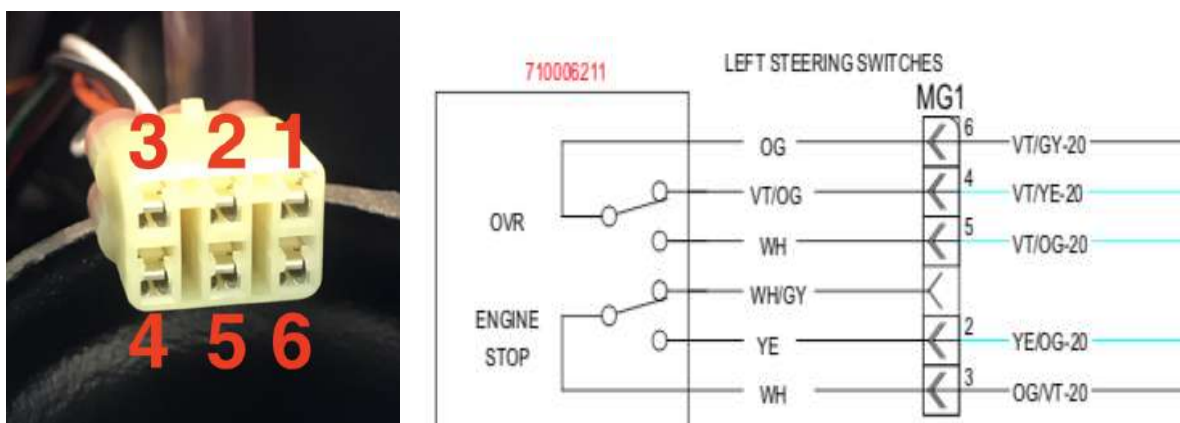 3 2 1
4 5 6
710006211
LEFT STEERING SWITCHES
MG1
OG
6
VT/GY-20
VT/OG
4
VT/YE-20
OVR
WH
5
VT/OG-20
WH/GY
ENGINE
STOP
YE
2
YE/OG-20
WH
3
OG/VT-20